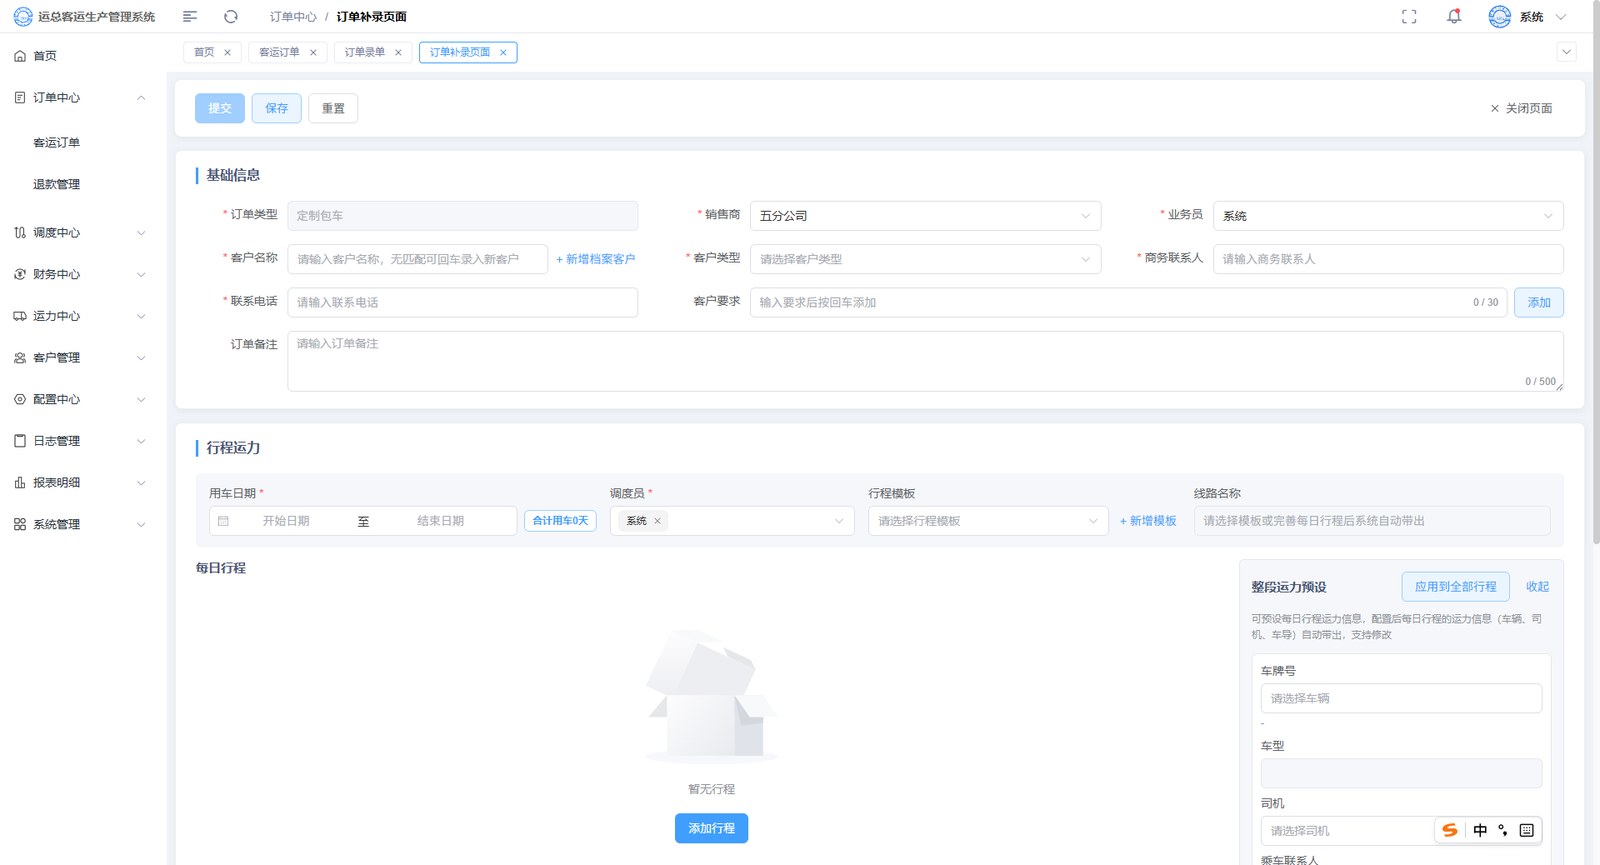 运总客运生产管理系统
订单中心 / 订单补录页面
系统
首页
订单中心
客运订单
退款管理
调度中心
财务中心
运力中心
客户管理
配置中心
日志管理
报表明细
系统管理
首页 ×
客运订单 ×
订单录单 ×
订单补录页面 ×
提交
保存
重置
× 关闭页面
基础信息
* 订单类型
定制包车
* 销售商
五分公司
* 业务员
系统
* 客户名称
请输入客户名称，无匹配可回车录入新客户
+ 新增档案客户
* 客户类型
请选择客户类型
* 商务联系人
请输入商务联系人
* 联系电话
请输入联系电话
客户要求
输入要求后按回车添加
0 / 30
添加
订单备注
请输入订单备注
0 / 500
行程运力
用车日期 *
开始日期 至 结束日期
合计用车0天
调度员 *
系统 ×
行程模板
请选择行程模板
+ 新增模板
线路名称
请选择模板或完善每日行程后系统自动带出
每日行程
暂无行程
添加行程
整段运力预设
应用到全部行程
收起
可预设每日行程运力信息，配置后每日行程的运力信息（车辆、司
机、车导）自动带出，支持修改
车牌号
请选择车辆
-
车型
司机
请选择司机
中
乘车联系人